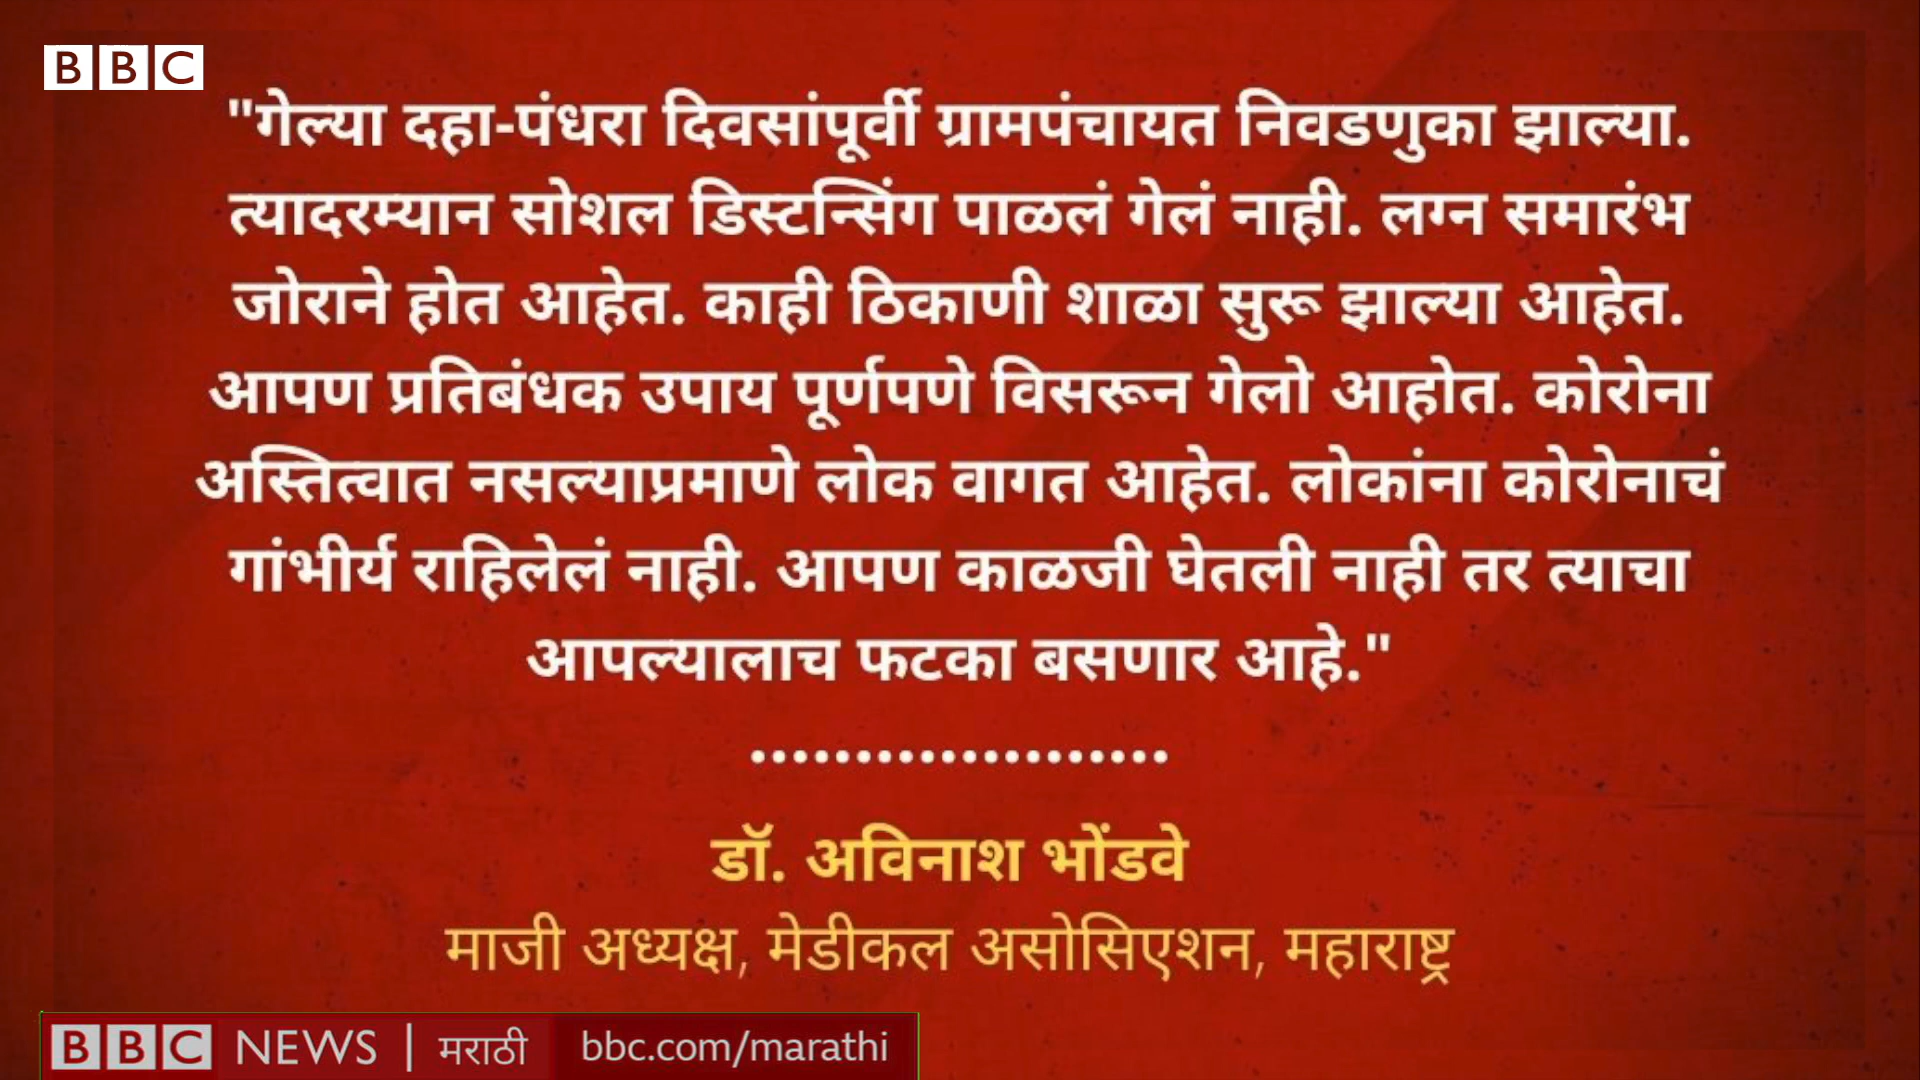 BBC
"गेल्या दहा-पंधरा दिवसांपूर्वी ग्रामपंचायत निवडणुका झाल्या.
त्यादरम्यान सोशल डिस्टन्सिंग पाळलं गेलं नाही. लग्न समारंभ
जोराने होत आहेत. काही ठिकाणी शाळा सुरू झाल्या आहेत.
आपण प्रतिबंधक उपाय पूर्णपणे विसरून गेलो आहोत. कोरोना
अस्तित्वात नसल्याप्रमाणे लोक वागत आहेत. लोकांना कोरोनाचं
गांभीर्य राहिलेलं नाही. आपण काळजी घेतली नाही तर त्याचा
आपल्यालाच फटका बसणार आहे."
....................
डॉ. अविनाश भोंडवे
माजी अध्यक्ष, मेडीकल असोसिएशन, महाराष्ट्र
BBC NEWS | मराठी bbc.com/marathi